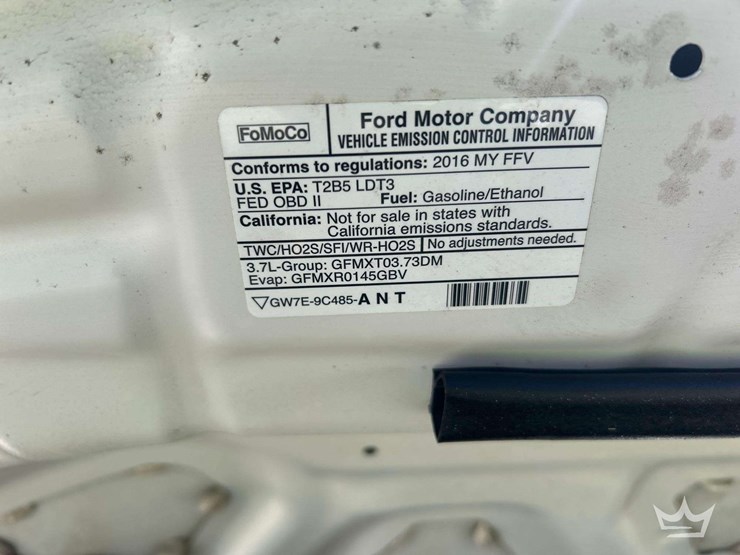 FoMoCo
Ford Motor Company
VEHICLE EMISSION CONTROL INFORMATION
Conforms to regulations: 2016 MY FFV
U.S. EPA: T2B5 LDT3
FED OBD II Fuel: Gasoline/Ethanol
California: Not for sale in states with
California emissions standards.
TWC/HO2S/SFI/WR-HO2S No adjustments needed.
3.7L-Group: GFMXT03.73DM
Evap: GFMXR0145GBV
GW7E-9C485-ANT